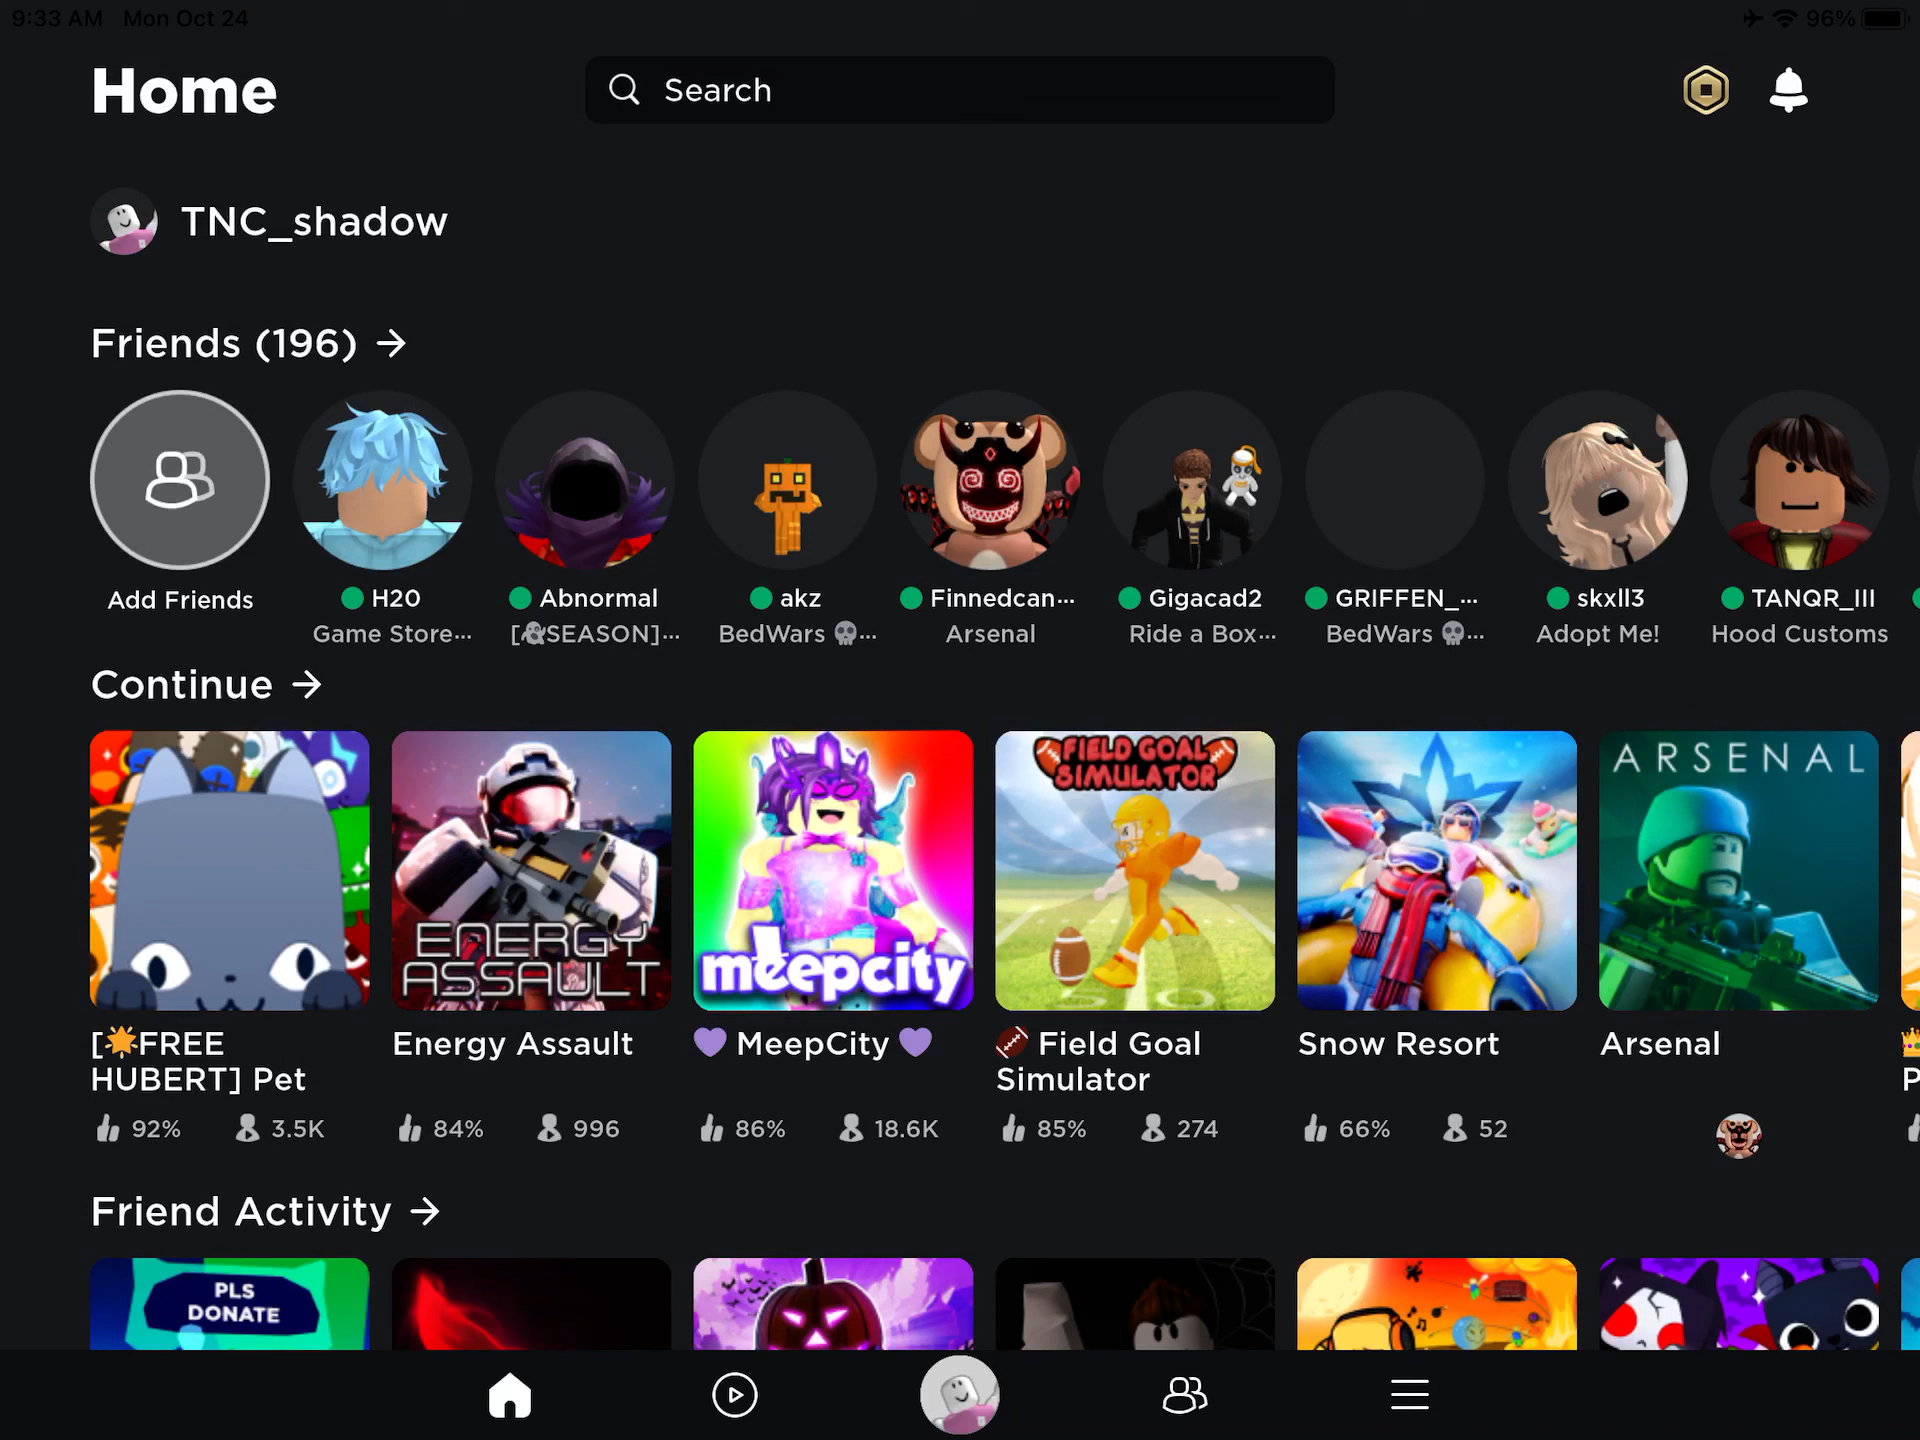 9:33 AM Mon Oct 24 96%
Home
Search
TNC_shadow
Friends (196) →
Add Friends
H20
Game Store...
Abnormal
[👻SEASON]...
akz
BedWars 💀...
Finnedcan...
Arsenal
Gigacad2
Ride a Box...
GRIFFEN_...
BedWars 💀...
skxll3
Adopt Me!
TANQR_III
Hood Customs
Continue →
ENERGY
ASSAULT
meepcity
FIELD GOAL
SIMULATOR
50
ARSENAL
[🌟FREE
HUBERT] Pet
92% 3.5K
Energy Assault
84% 996
💜 MeepCity 💜
86% 18.6K
🏈 Field Goal
Simulator
85% 274
Snow Resort
66% 52
Arsenal
👑
P
Friend Activity →
PLS
DONATE